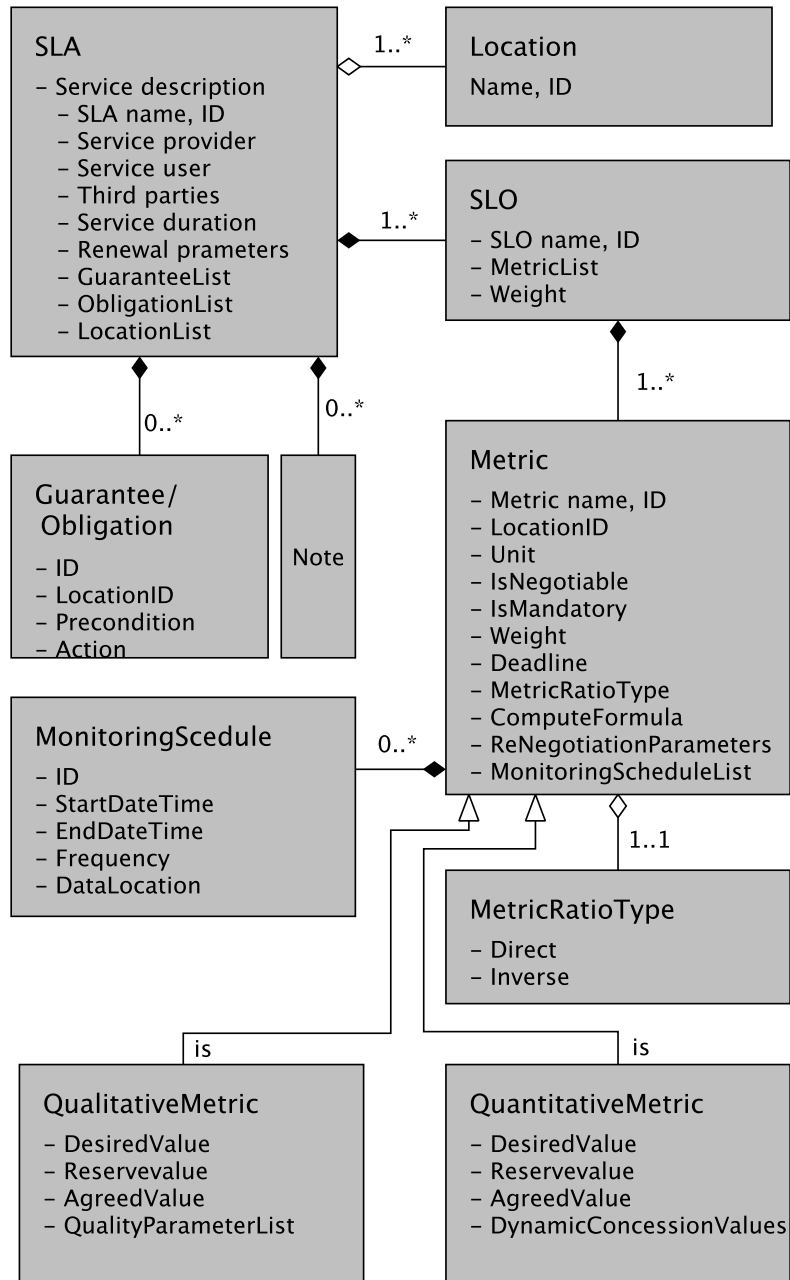 SLA
– Service description
– SLA name, ID
– Service provider
– Service user
– Third parties
– Service duration
– Renewal prameters
– GuaranteeList
– ObligationList
– LocationList
1..*
Location
Name, ID
1..*
SLO
– SLO name, ID
– MetricList
– Weight
0..*
0..*
1..*
Guarantee/
Obligation
– ID
– LocationID
– Precondition
– Action
Note
Metric
– Metric name, ID
– LocationID
– Unit
– IsNegotiable
– IsMandatory
– Weight
– Deadline
– MetricRatioType
– ComputeFormula
– ReNegotiationParameters
– MonitoringScheduleList
MonitoringScedule
– ID
– StartDateTime
– EndDateTime
– Frequency
– DataLocation
0..*
1..1
MetricRatioType
– Direct
– Inverse
is
is
QualitativeMetric
– DesiredValue
– Reservevalue
– AgreedValue
– QualityParameterList
QuantitativeMetric
– DesiredValue
– Reservevalue
– AgreedValue
– DynamicConcessionValues